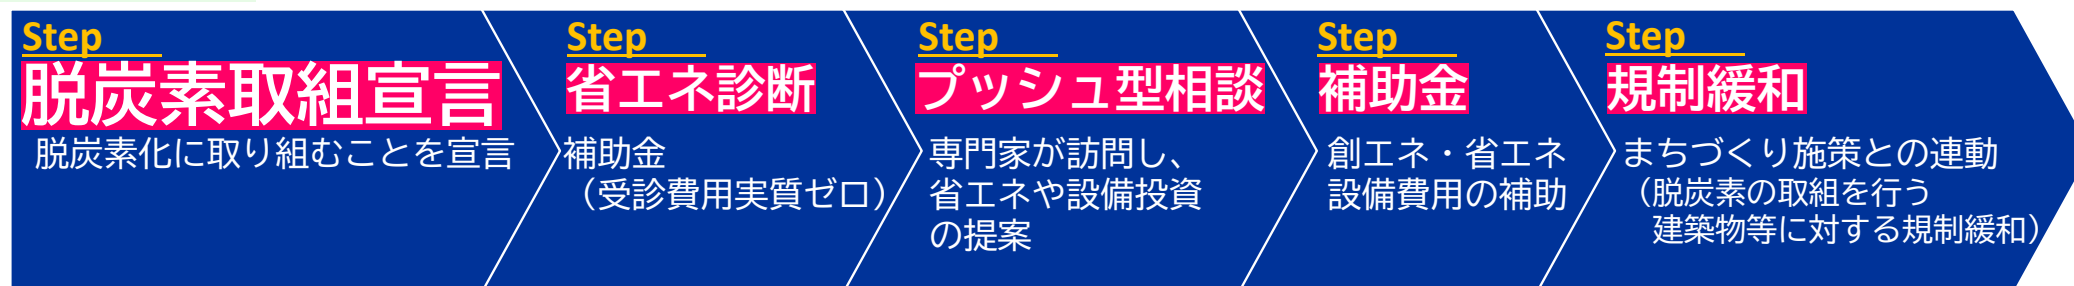 Step
脱炭素取組宣言
脱炭素化に取り組むことを宣言
Step
省エネ診断
補助金
（受診費用実質ゼロ）
Step
プッシュ型相談
専門家が訪問し、
省エネや設備投資
の提案
Step
補助金
創エネ・省エネ
設備費用の補助
Step
規制緩和
まちづくり施策との連動
（脱炭素の取組を行う
建築物等に対する規制緩和）